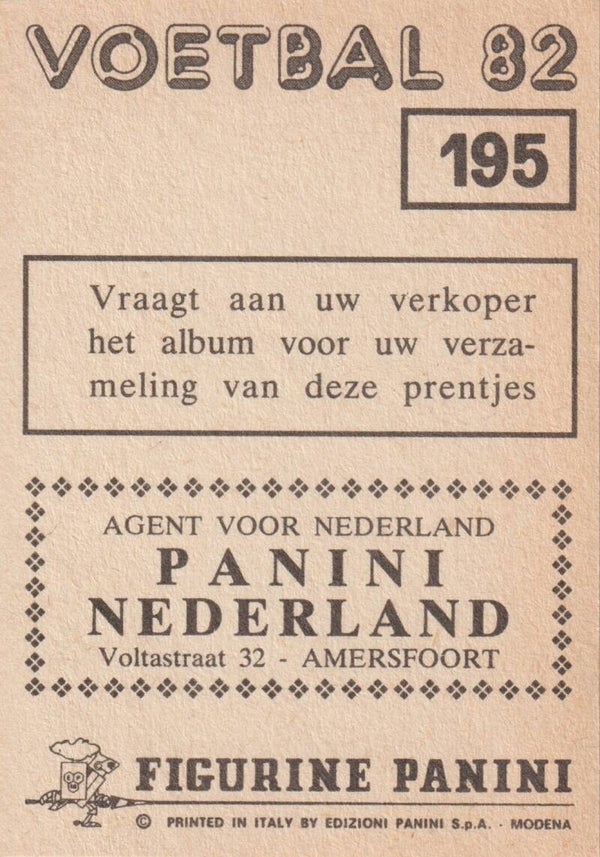 VOETBAL 82
195
Vraagt aan uw verkoper
het album voor uw verza-
meling van deze prentjes
AGENT VOOR NEDERLAND
PANINI
NEDERLAND
Voltastraat 32 - AMERSFOORT
FIGURINE PANINI
© PRINTED IN ITALY BY EDIZIONI PANINI S.p.A. - MODENA